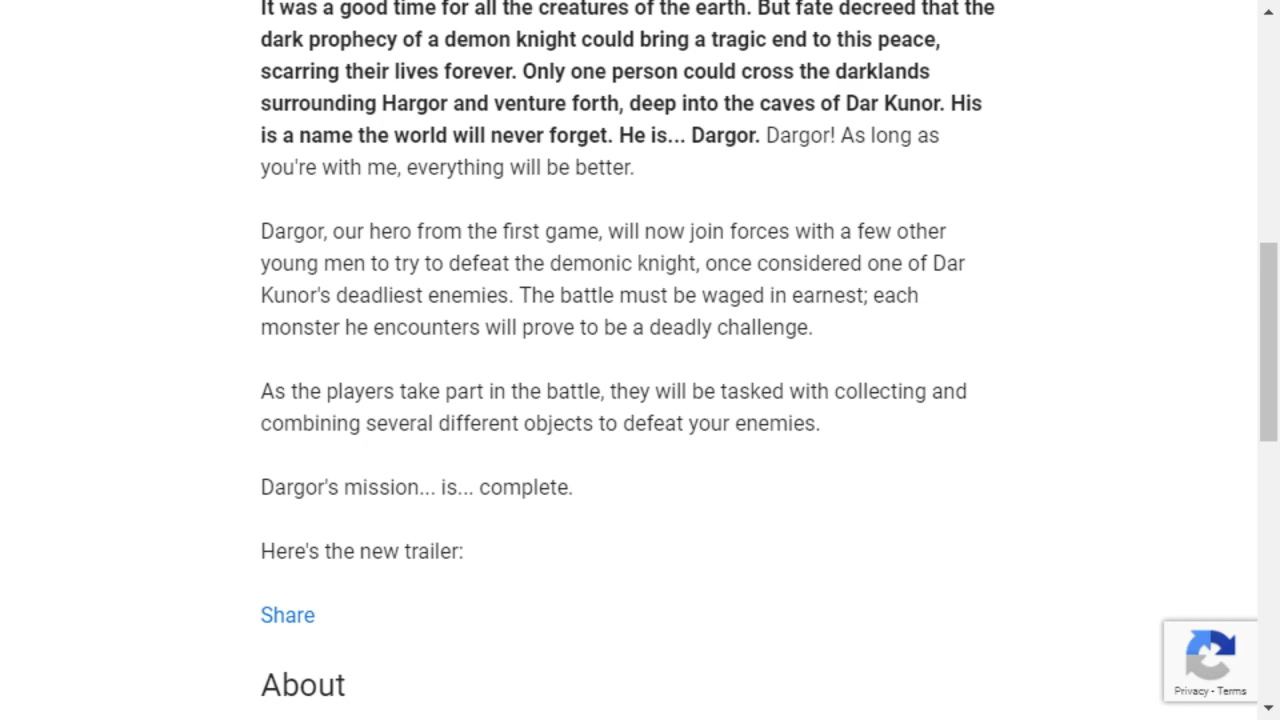 It was a good time for all the creatures of the earth. But fate decreed that the
dark prophecy of a demon knight could bring a tragic end to this peace,
scarring their lives forever. Only one person could cross the darklands
surrounding Hargor and venture forth, deep into the caves of Dar Kunor. His
is a name the world will never forget. He is... Dargor. Dargor! As long as
you're with me, everything will be better.
Dargor, our hero from the first game, will now join forces with a few other
young men to try to defeat the demonic knight, once considered one of Dar
Kunor's deadliest enemies. The battle must be waged in earnest; each
monster he encounters will prove to be a deadly challenge.
As the players take part in the battle, they will be tasked with collecting and
combining several different objects to defeat your enemies.
Dargor's mission... is... complete.
Here's the new trailer:
Share
About
Privacy - Terms